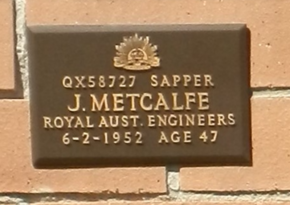 QX58727 SAPPER
J. METCALFE
ROYAL AUST. ENGINEERS
6-2-1952 AGE 47